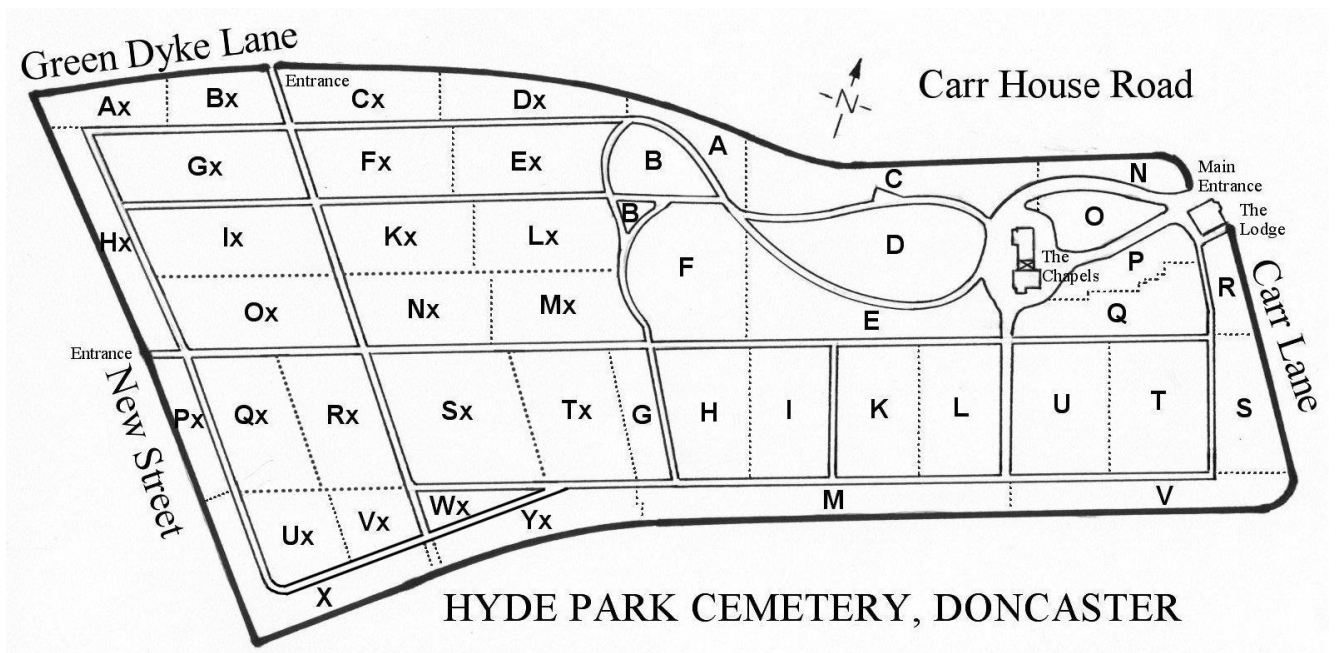 Green Dyke Lane
Carr House Road
Entrance
Ax Bx Cx Dx
-N-
A
Gx Fx Ex B
C N Main
Entrance
O The
Lodge
Hx Ix Kx Lx B
D
F The
Chapels
P
R
Carr Lane
Ox Nx Mx
E Q
Entrance
New Street
Px Qx Rx Sx Tx G H I K L U T S
Wx M V
Ux Vx Yx
X
HYDE PARK CEMETERY, DONCASTER